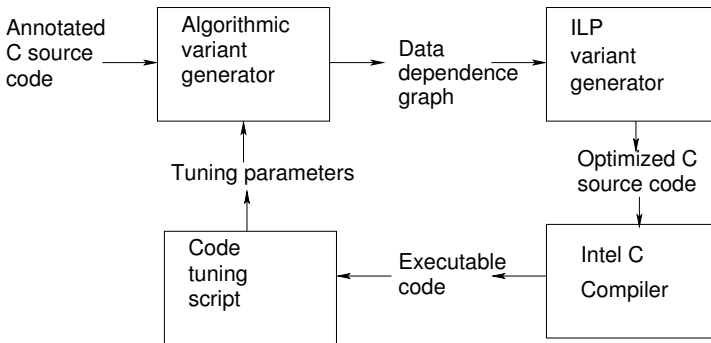 Annotated
C source
code
Algorithmic
variant
generator
Data
dependence
graph
ILP
variant
generator
Optimized C
source code
Intel C
Compiler
Executable
code
Code
tuning
script
Tuning parameters